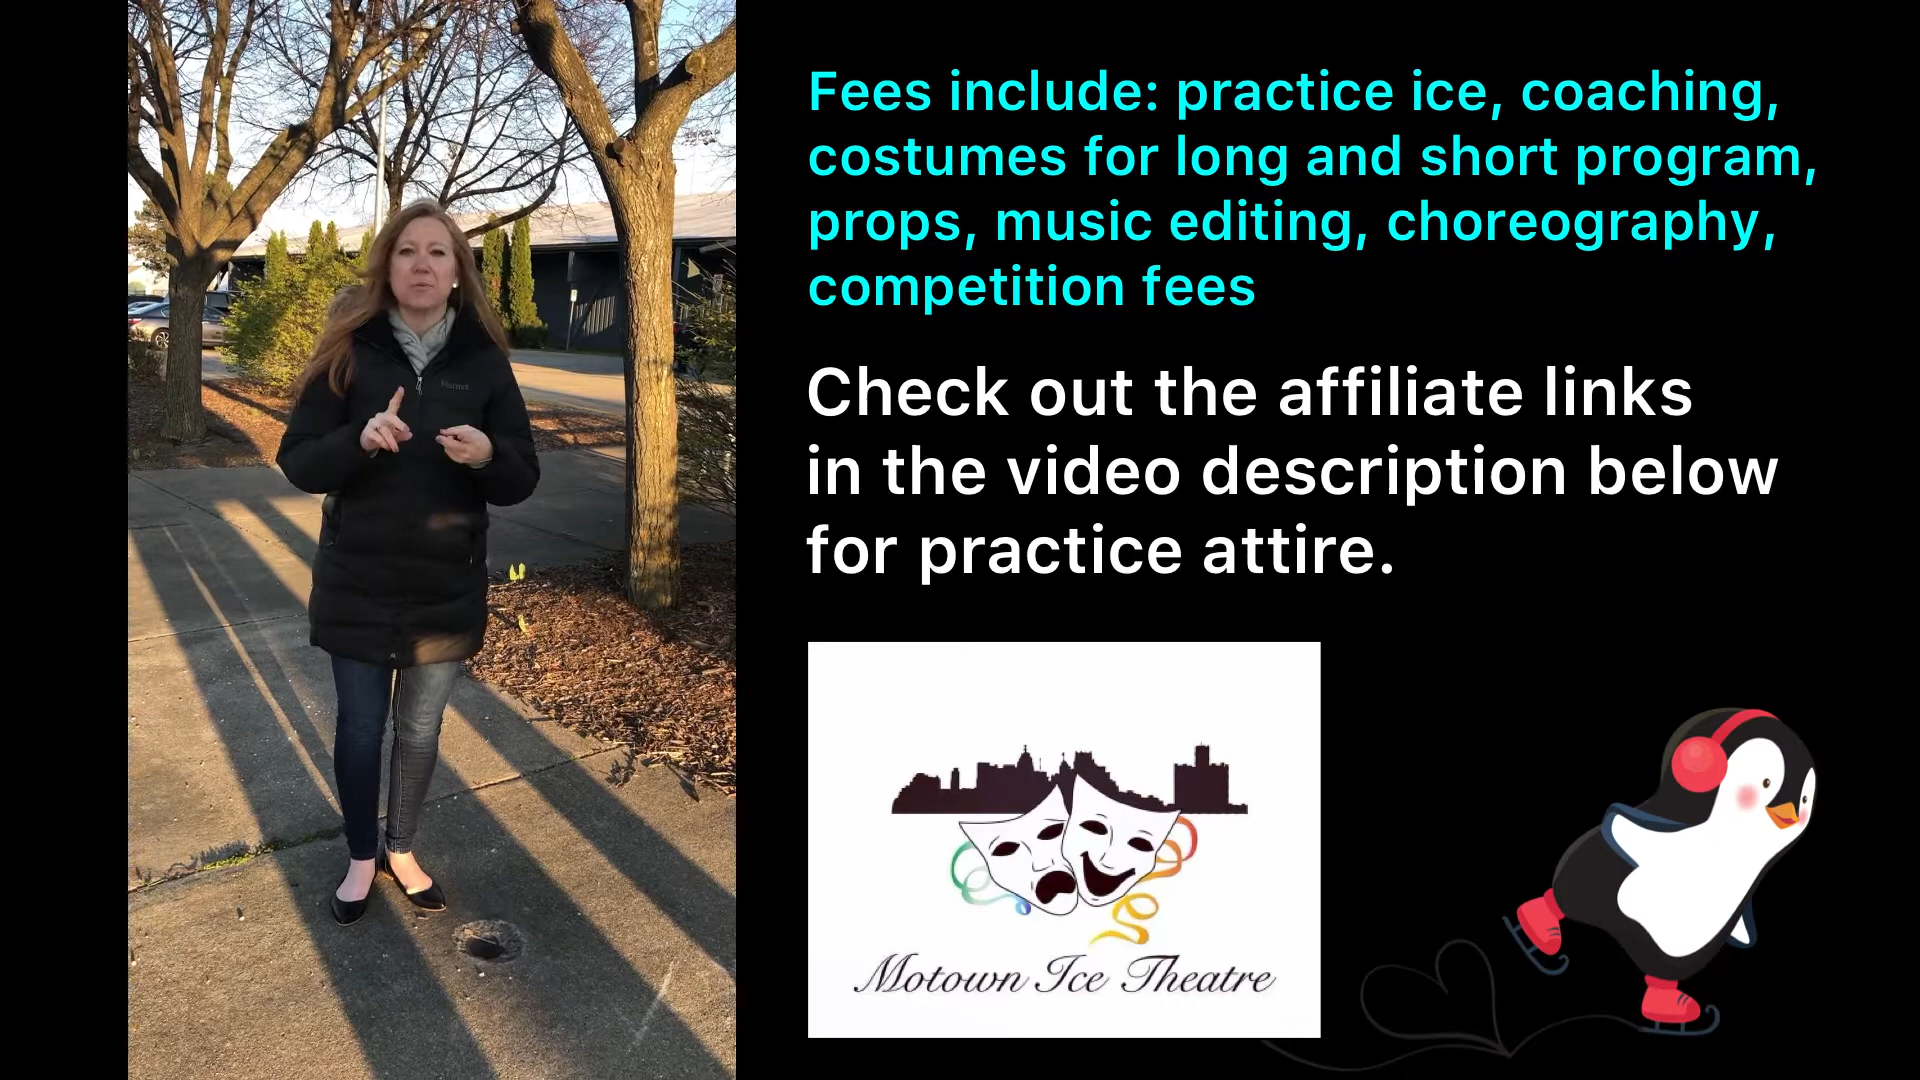 Fees include: practice ice, coaching,
costumes for long and short program,
props, music editing, choreography,
competition fees
Check out the affiliate links
in the video description below
for practice attire.
Marmot
Motown Ice Theatre